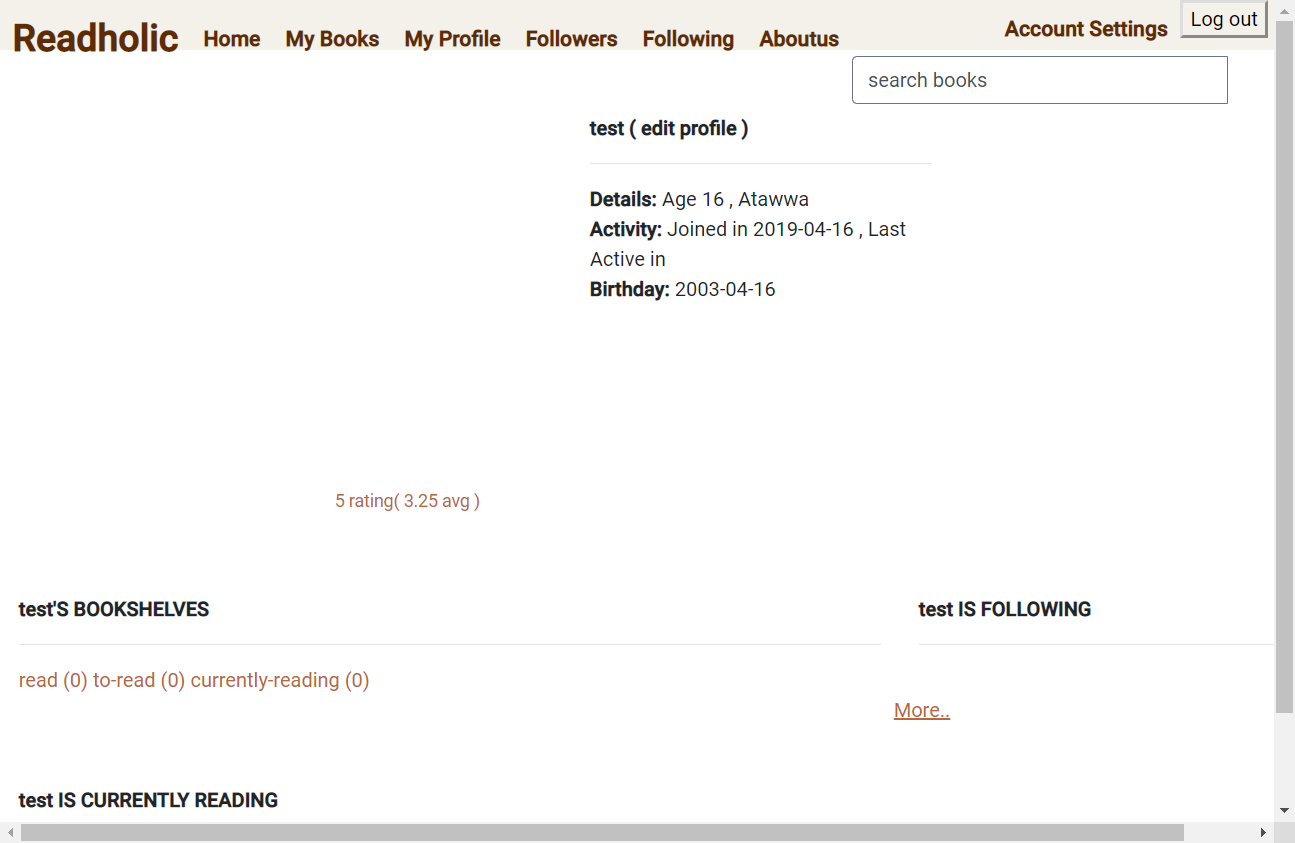 Readholic Home My Books My Profile Followers Following Aboutus Account Settings Log out
search books
test ( edit profile )
Details: Age 16 , Atawwa
Activity: Joined in 2019-04-16 , Last
Active in
Birthday: 2003-04-16
5 rating( 3.25 avg )
test'S BOOKSHELVES
read (0) to-read (0) currently-reading (0)
test IS FOLLOWING
More..
test IS CURRENTLY READING